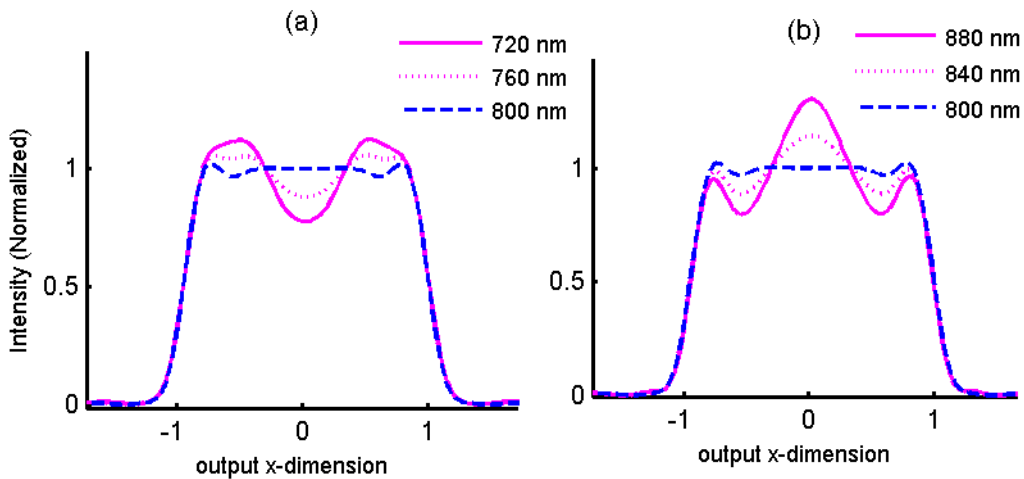 (a)
720 nm
760 nm
800 nm
Intensity (Normalized)
1
0.5
0
-1
0
1
output x-dimension
(b)
880 nm
840 nm
800 nm
1
0.5
0
-1
0
1
output x-dimension